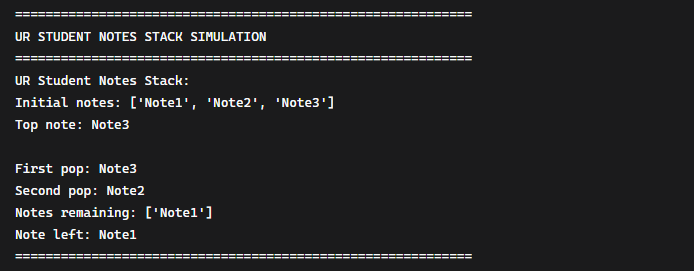 ============================================================
UR STUDENT NOTES STACK SIMULATION
============================================================
UR Student Notes Stack:
Initial notes: ['Note1', 'Note2', 'Note3']
Top note: Note3
First pop: Note3
Second pop: Note2
Notes remaining: ['Note1']
Note left: Note1
============================================================